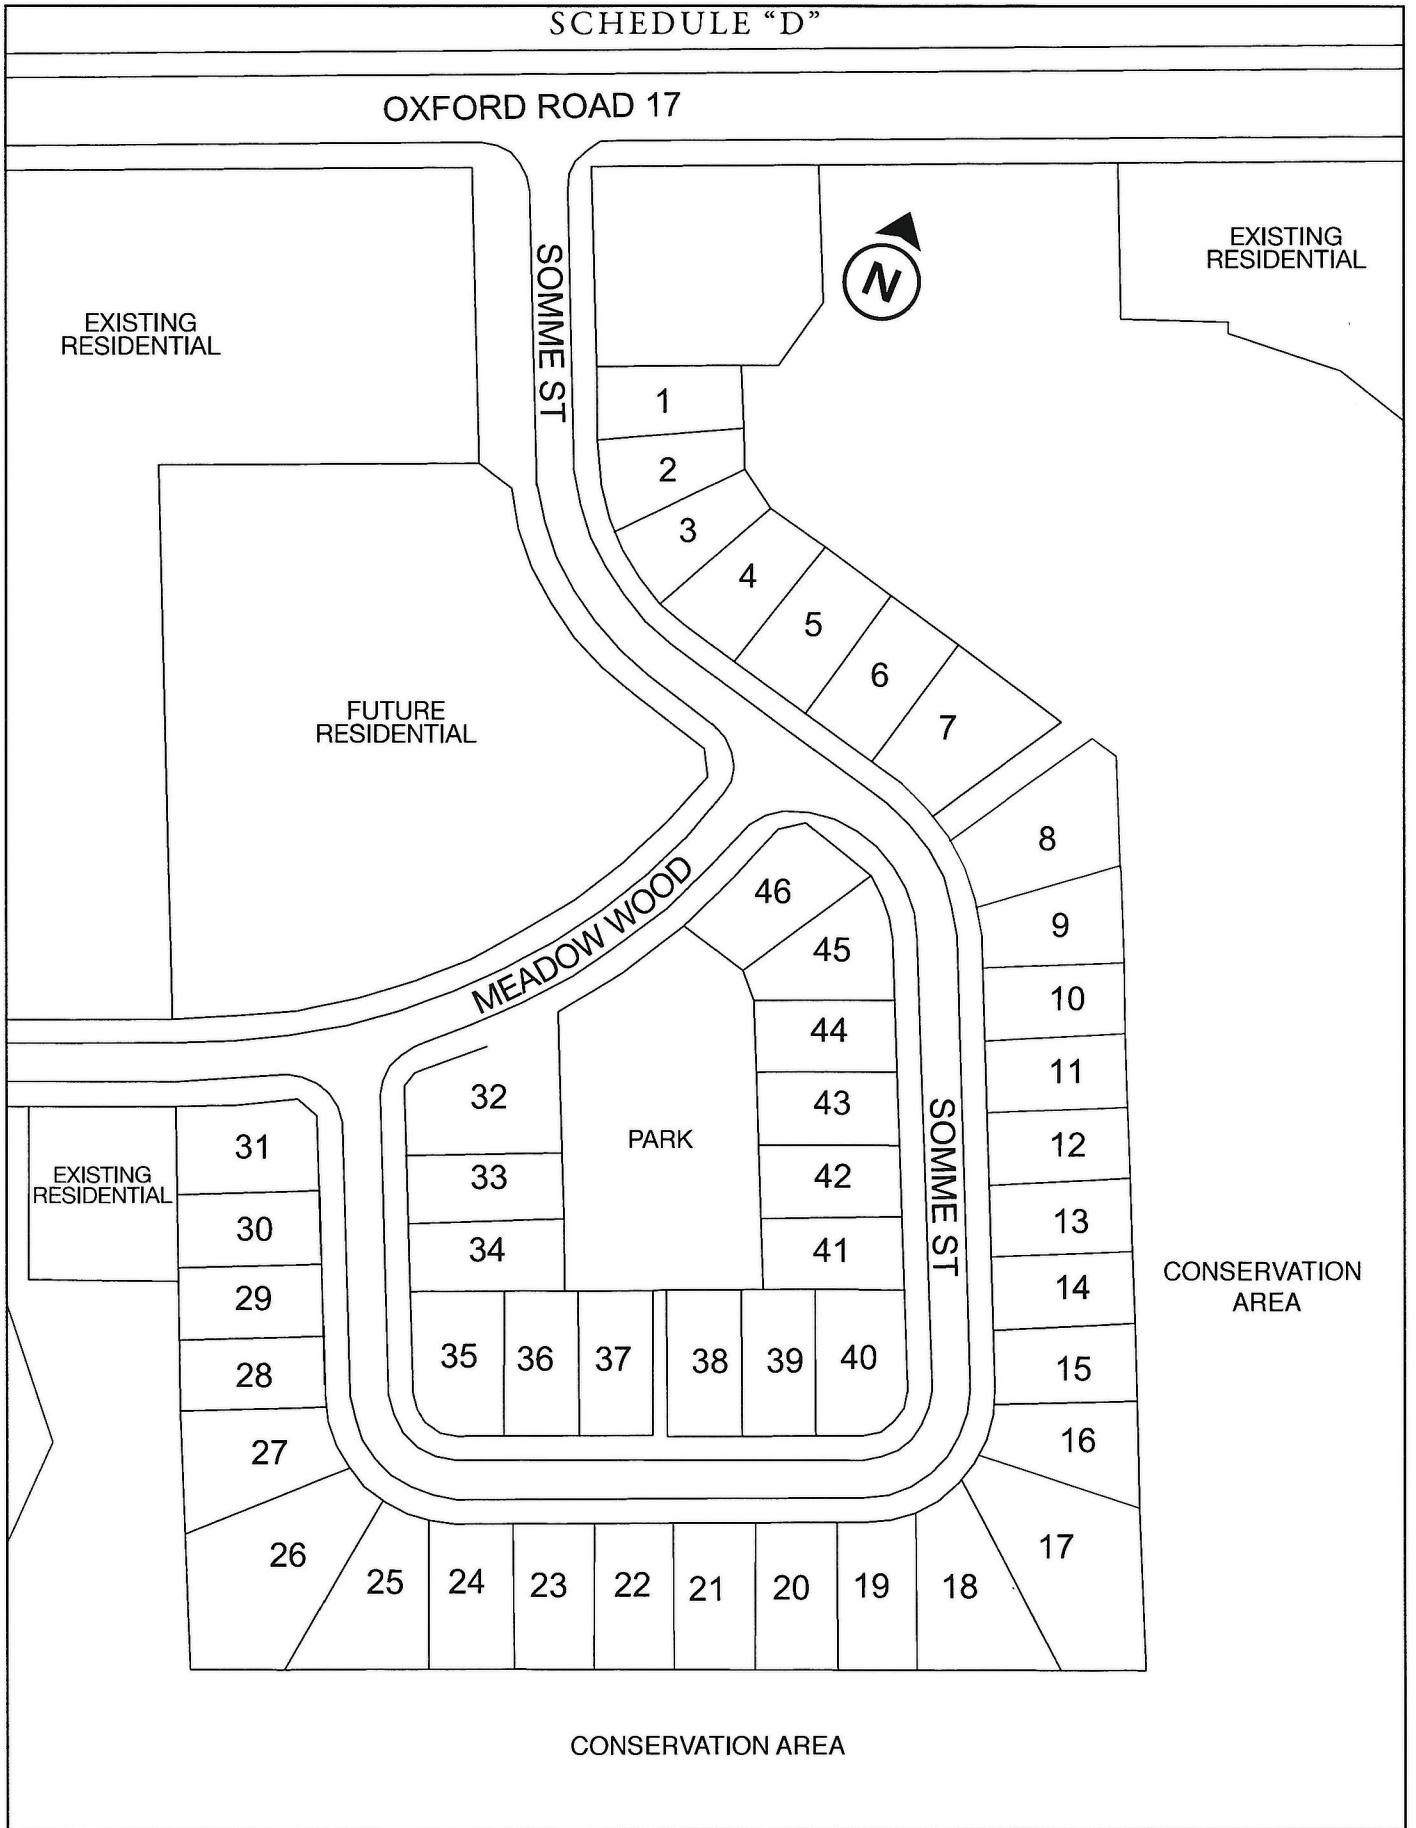 SCHEDULE “D”
OXFORD ROAD 17
SOMME ST
N
EXISTING
RESIDENTIAL
EXISTING
RESIDENTIAL
1
2
3
4
5
6
7
FUTURE
RESIDENTIAL
8
46
9
45
MEADOW WOOD
10
44
11
43
32
12
42
PARK
31
33
EXISTING
RESIDENTIAL
13
41
30
34
SOMME ST
CONSERVATION
AREA
14
29
15
35
36
37
38
39
40
28
16
27
17
26
25
24
23
22
21
20
19
18
CONSERVATION AREA